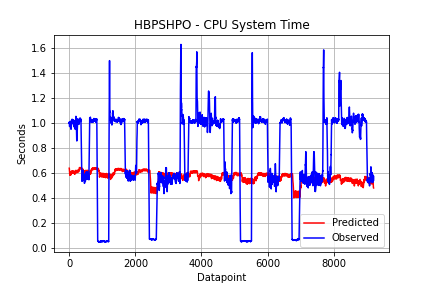 HBPSHPO - CPU System Time
1.6
1.4
1.2
1.0
0.8
0.6
0.4
0.2
0.0
Seconds
0 2000 4000 6000 8000
Datapoint
Predicted
Observed